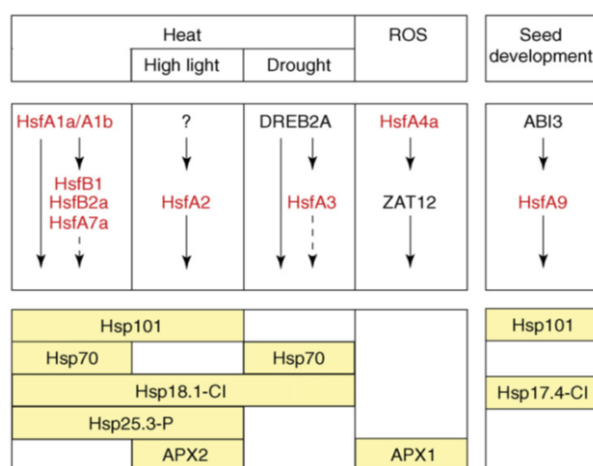 Heat
ROS
Seed
development
High light
Drought
HsfA1a/A1b
?
DREB2A
HsfA4a
ABI3
HsfB1
HsfB2a
HsfA7a
HsfA2
HsfA3
ZAT12
HsfA9
Hsp101
Hsp101
Hsp70
Hsp70
Hsp18.1-CI
Hsp17.4-CI
Hsp25.3-P
APX2
APX1